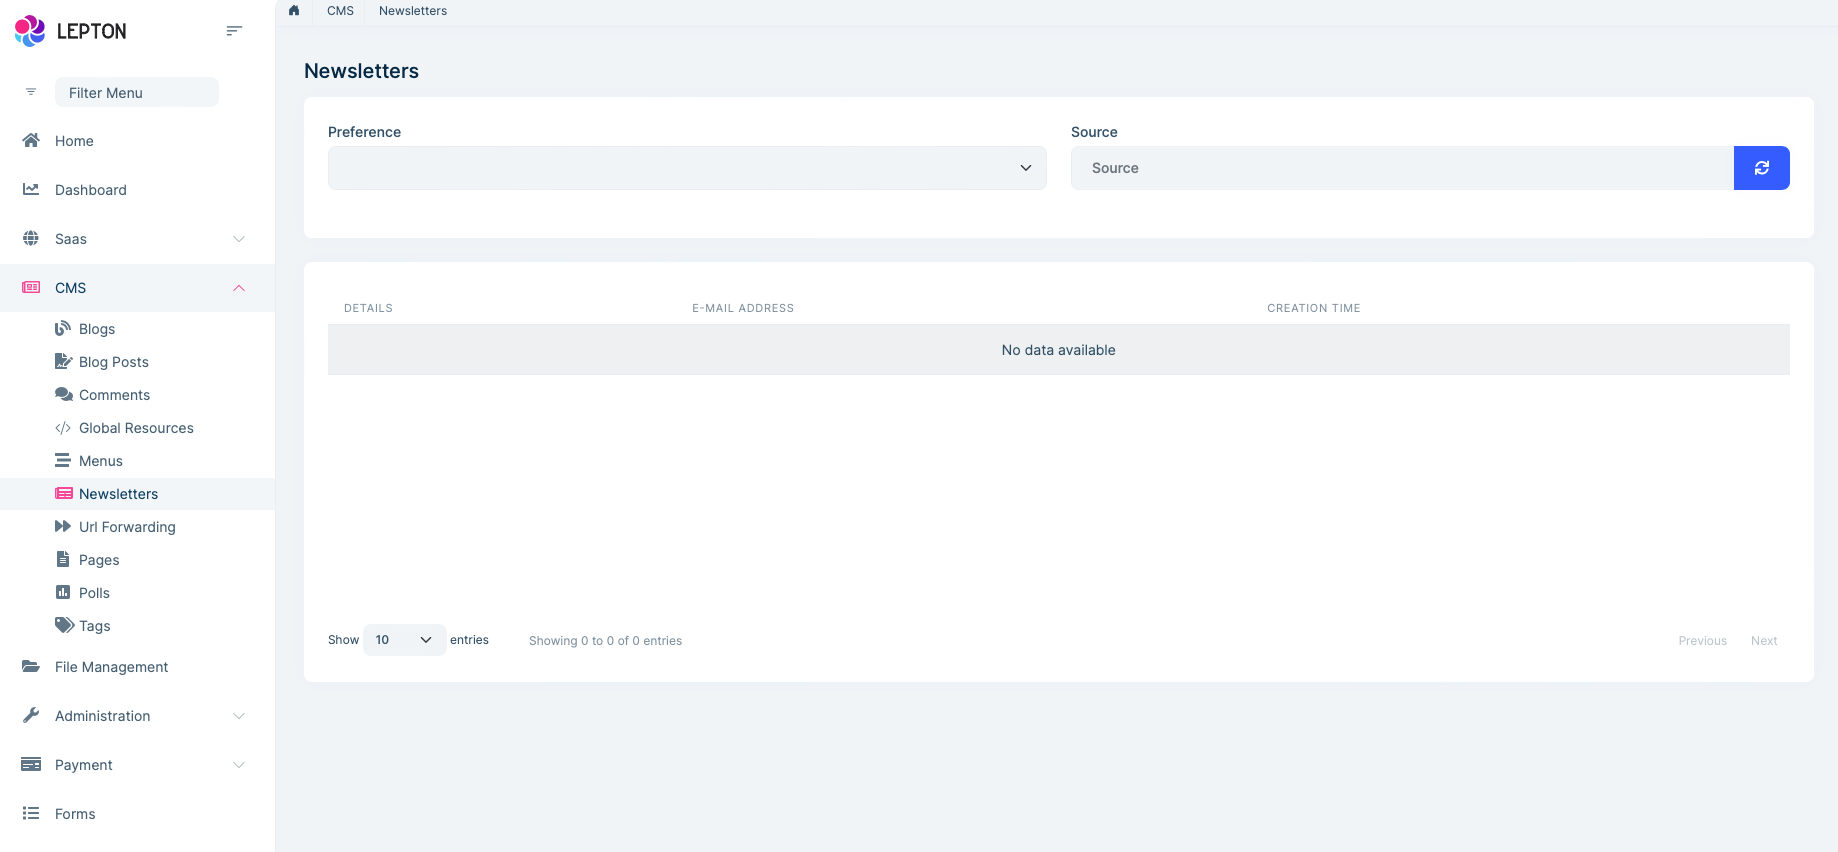 LEPTON
Filter Menu
Home
Dashboard
Saas
CMS
Blogs
Blog Posts
Comments
Global Resources
Menus
Newsletters
Url Forwarding
Pages
Polls
Tags
File Management
Administration
Payment
Forms
CMS Newsletters
Newsletters
Preference
Source
Source
DETAILS E-MAIL ADDRESS CREATION TIME
No data available
Show 10 entries Showing 0 to 0 of 0 entries Previous Next